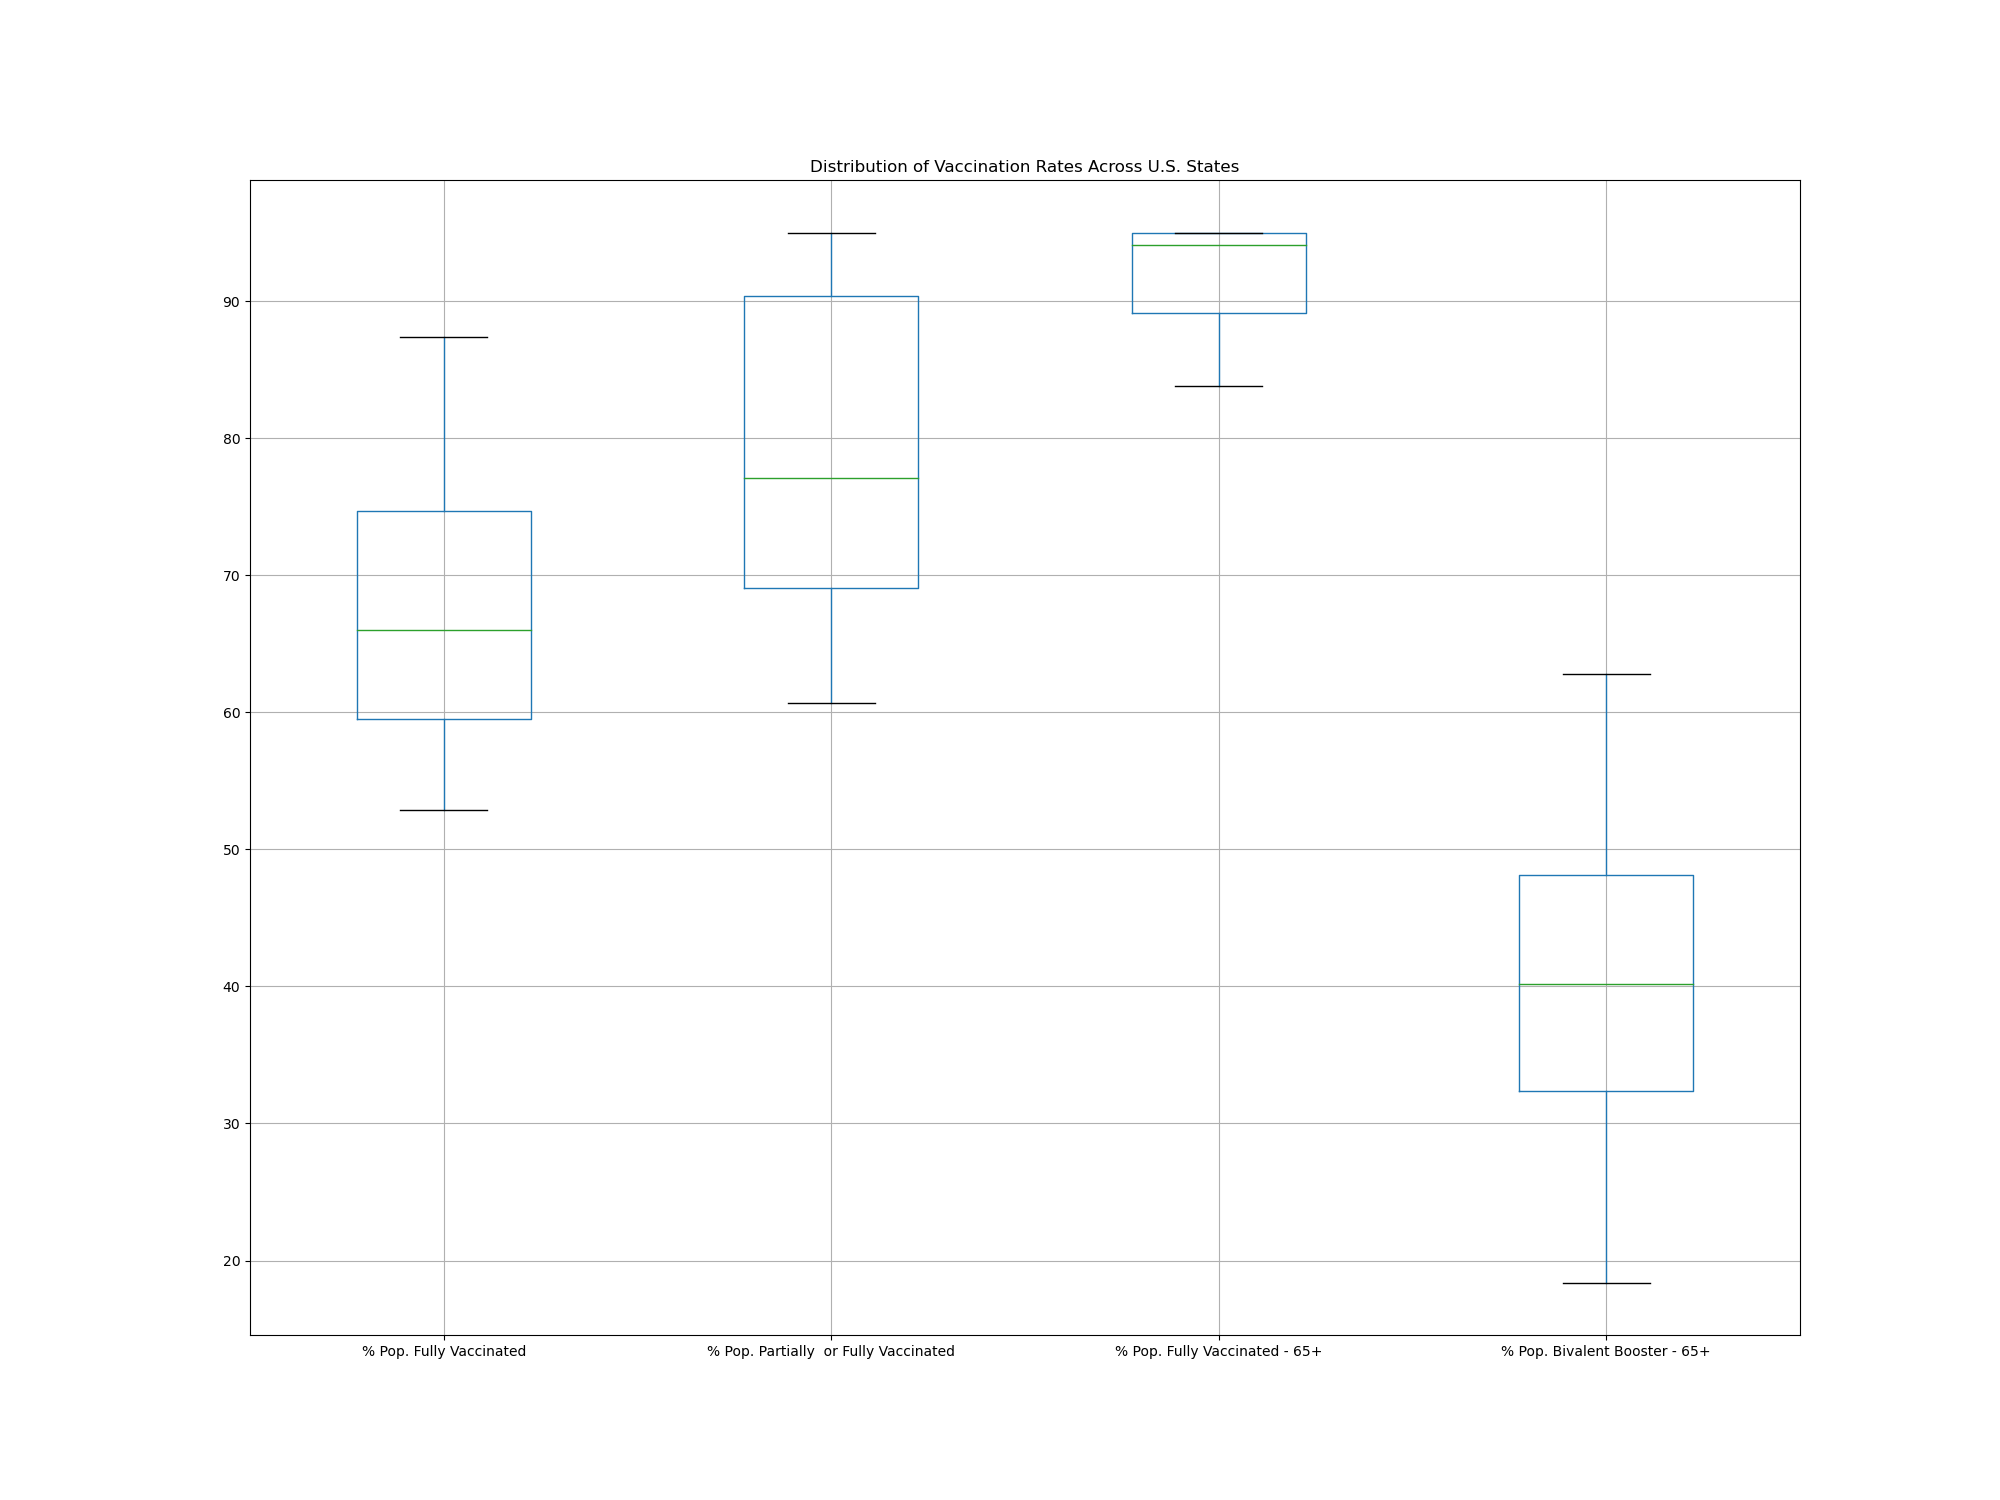 Distribution of Vaccination Rates Across U.S. States
90
80
70
60
50
40
30
20
% Pop. Fully Vaccinated
% Pop. Partially  or Fully Vaccinated
% Pop. Fully Vaccinated - 65+
% Pop. Bivalent Booster - 65+